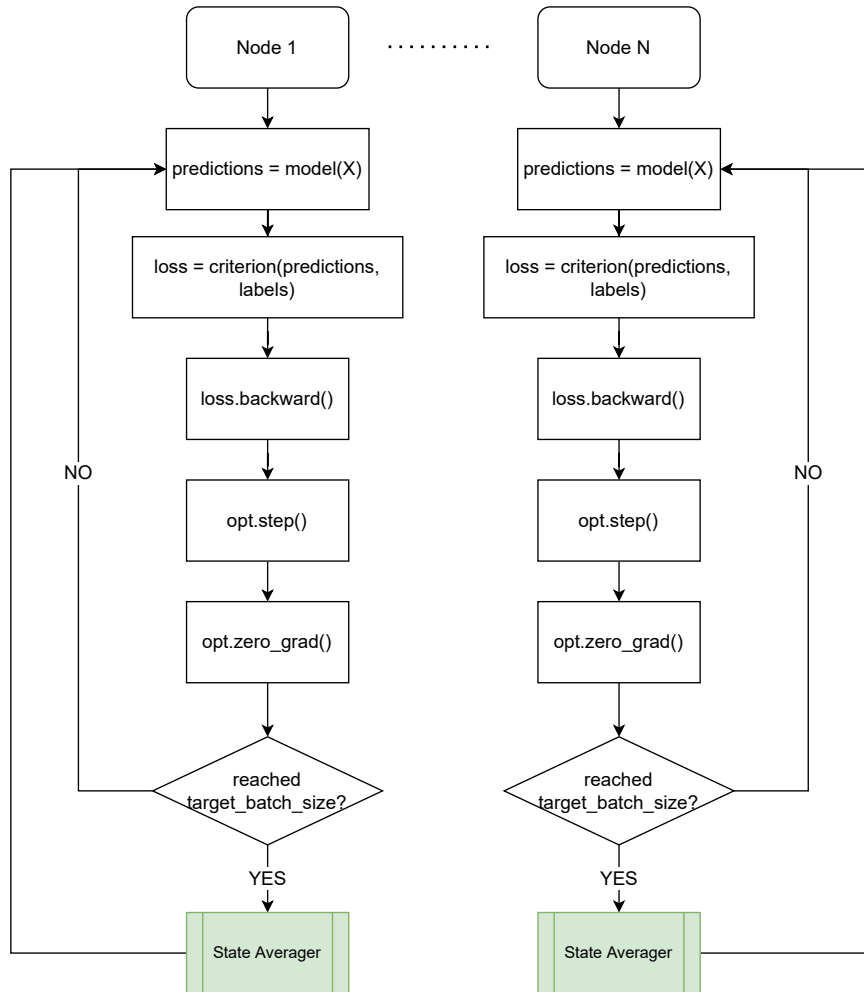 Node 1
Node N
predictions = model(X)
predictions = model(X)
loss = criterion(predictions,
labels)
loss = criterion(predictions,
labels)
loss.backward()
loss.backward()
NO
NO
opt.step()
opt.step()
opt.zero_grad()
opt.zero_grad()
reached
target_batch_size?
reached
target_batch_size?
YES
YES
State Averager
State Averager